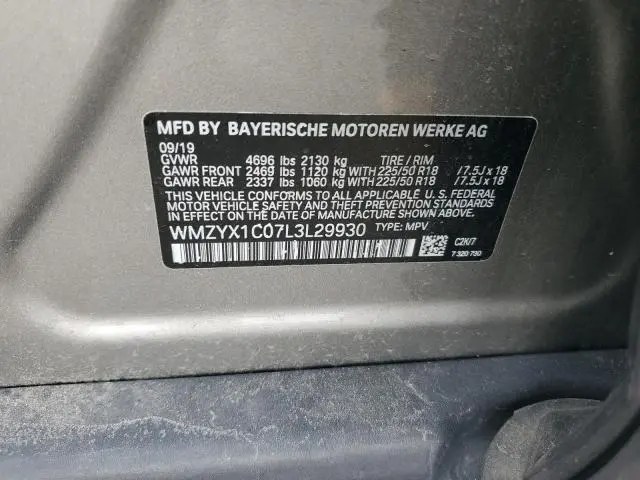 MFD BY BAYERISCHE MOTOREN WERKE AG
09/19
GVWR 4696 lbs 2130 kg TIRE / RIM
GAWR FRONT 2469 lbs 1120 kg WITH 225/50 R18 /7.5J x 18
GAWR REAR 2337 lbs 1060 kg WITH 225/50 R18 /7.5J x 18
THIS VEHICLE CONFORMS TO ALL APPLICABLE U. S. FEDERAL
MOTOR VEHICLE SAFETY AND THEFT PREVENTION STANDARDS
IN EFFECT ON THE DATE OF MANUFACTURE SHOWN ABOVE.
WMZYX1C07L3L29930 TYPE: MPV
C2K/7
7 320 790